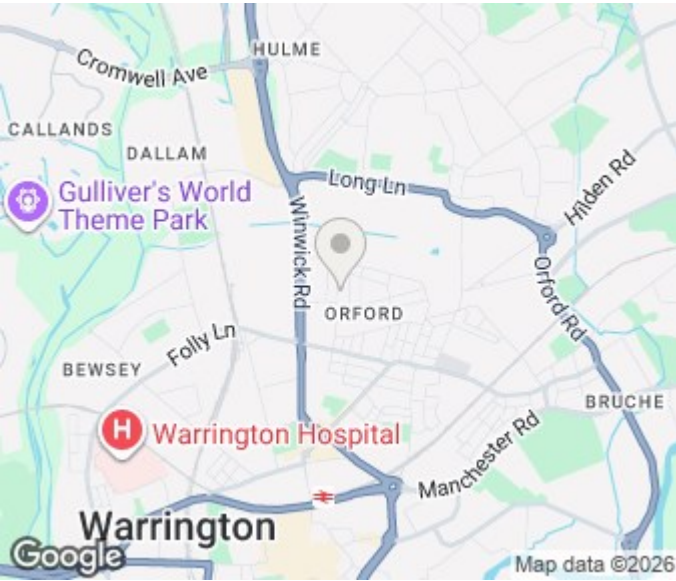 HULME
Cromwell Ave
CALLANDS
DALLAM
Long Ln
Hilden Rd
Gulliver's World
Theme Park
Winwick Rd
ORFORD
Orford Rd
Folly Ln
BEWSEY
BRUCHE
H
Warrington Hospital
Manchester Rd
Warrington
Google
Map data ©2026